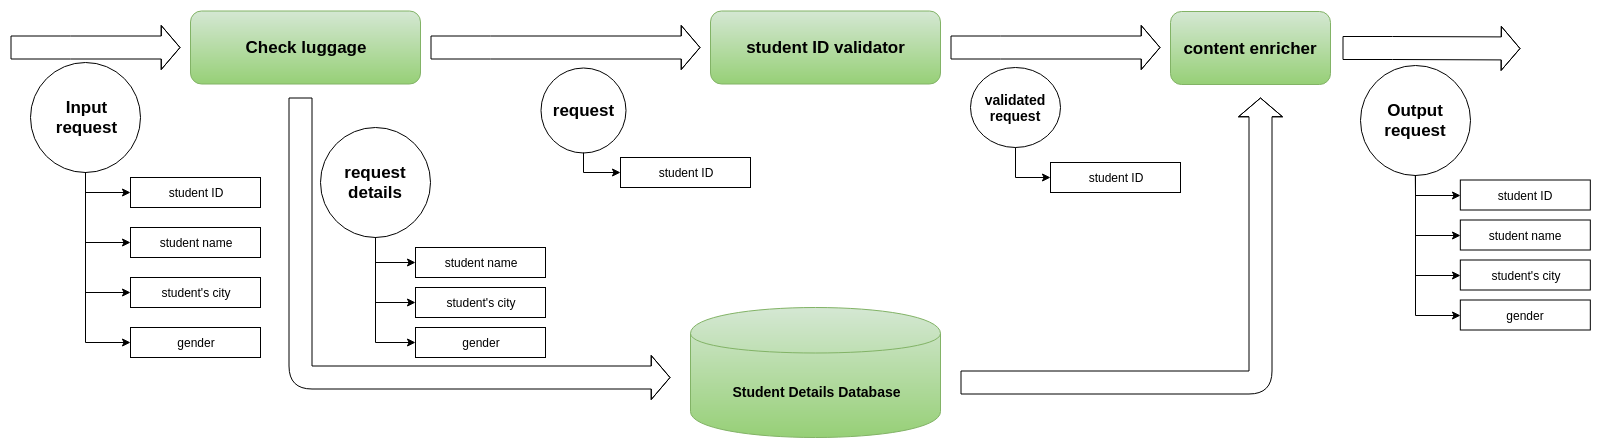 Check luggage
student ID validator
content enricher
Input
request
student ID
student name
student's city
gender
request
details
student name
student's city
gender
request
student ID
validated
request
student ID
Output
request
student ID
student name
student's city
gender
Student Details Database